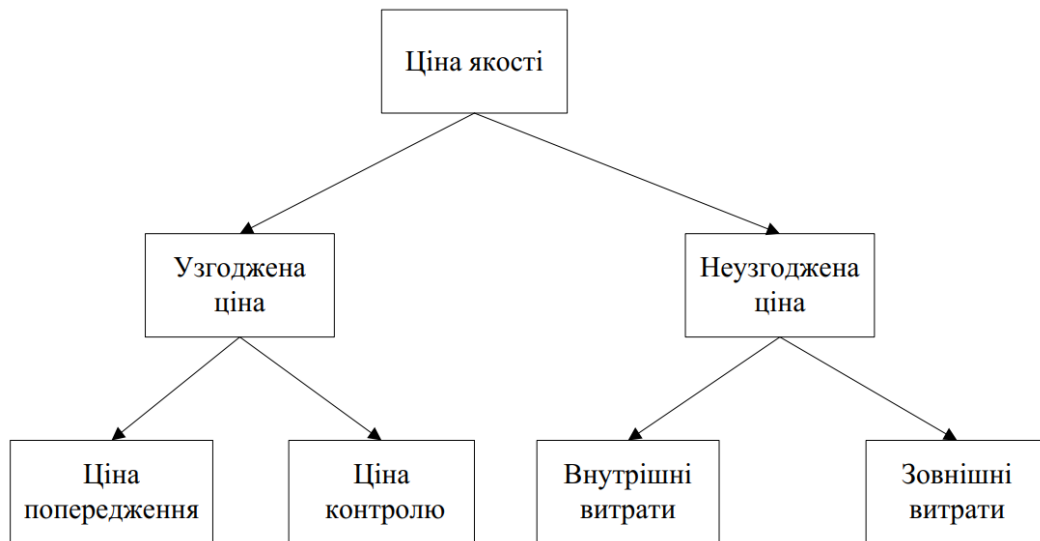 Ціна якості
Узгоджена
ціна
Неузгоджена
ціна
Ціна
попередження
Ціна
контролю
Внутрішні
витрати
Зовнішні
витрати